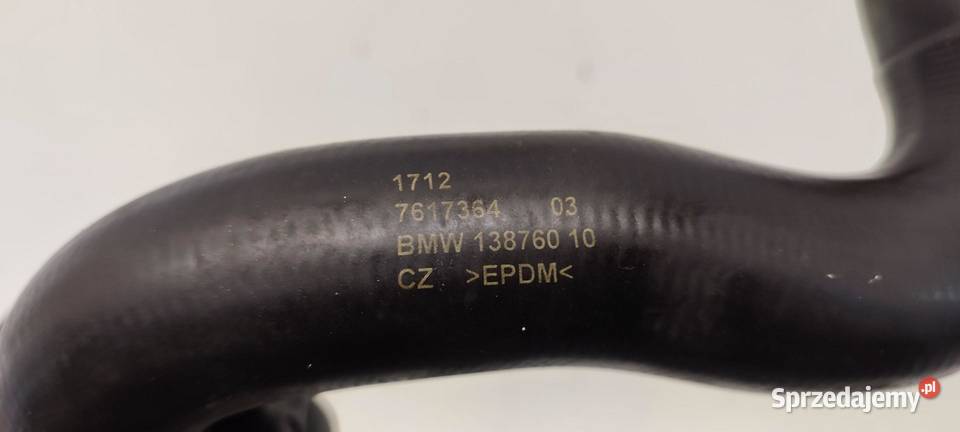 1712
7617364 03
BMW 138760 10
CZ >EPDM<
Sprzedajemy.pl